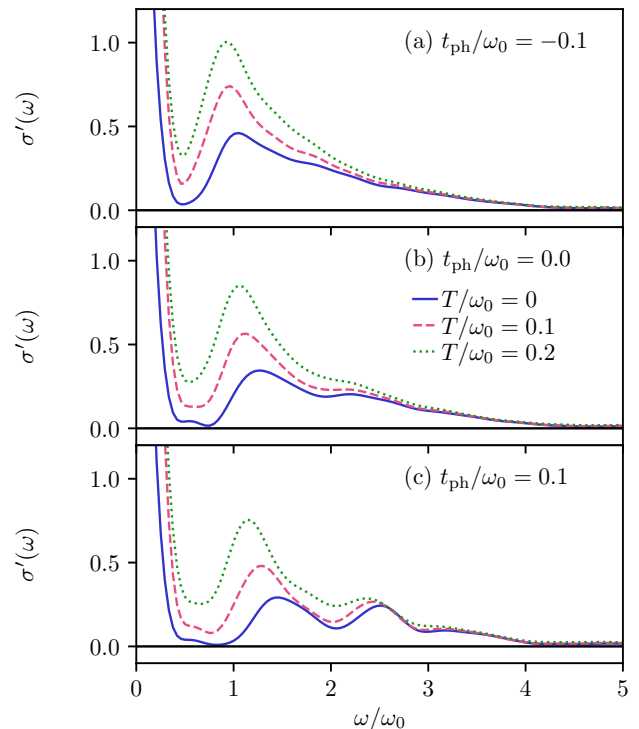 1.0
(a) t_ph/ω_0 = −0.1
σ′(ω)
0.5
0.0
1.0
(b) t_ph/ω_0 = 0.0
T/ω_0 = 0
T/ω_0 = 0.1
T/ω_0 = 0.2
σ′(ω)
0.5
0.0
1.0
(c) t_ph/ω_0 = 0.1
σ′(ω)
0.5
0.0
0 1 2 3 4 5
ω/ω_0